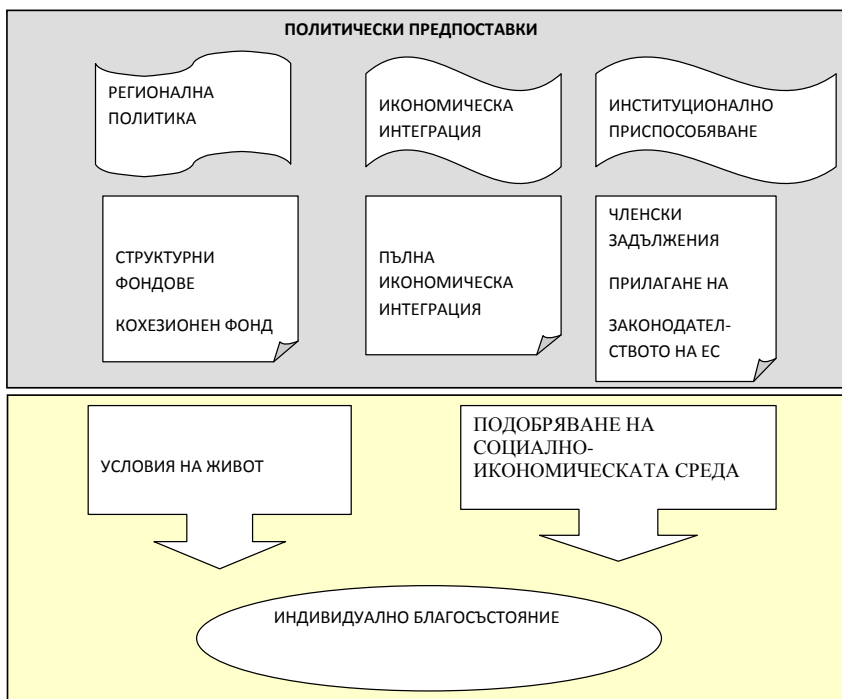 ПОЛИТИЧЕСКИ ПРЕДПОСТАВКИ
РЕГИОНАЛНА
ПОЛИТИКА
ИКОНОМИЧЕСКА
ИНТЕГРАЦИЯ
ИНСТИТУЦИОНАЛНО
ПРИСПОСОБЯВАНЕ
СТРУКТУРНИ
ФОНДОВЕ
КОХЕЗИОНЕН ФОНД
ПЪЛНА
ИКОНОМИЧЕСКА
ИНТЕГРАЦИЯ
ЧЛЕНСКИ
ЗАДЪЛЖЕНИЯ
ПРИЛАГАНЕ НА
ЗАКОНОДАТЕЛ-
СТВОТО НА ЕС
УСЛОВИЯ НА ЖИВОТ
ПОДОБРЯВАНЕ НА
СОЦИАЛНО-
ИКОНОМИЧЕСКАТА СРЕДА
ИНДИВИДУАЛНО БЛАГОСЪСТОЯНИЕ